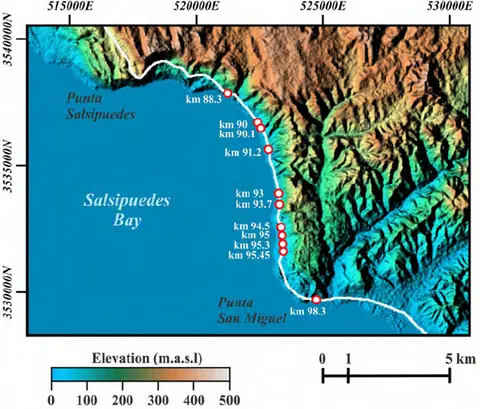 515000E 520000E 525000E 530000E
3540000N
3535000N
3530000N
Punta
Salsipuedes
km 88.3
km 90
km 90.1
km 91.2
Salsipuedes
Bay
km 93
km 93.7
km 94.5
km 95
km 95.3
km 95.45
Punta
San Miguel
km 98.3
Elevation (m.a.s.l)
0 100 200 300 400 500
0 1 5 km